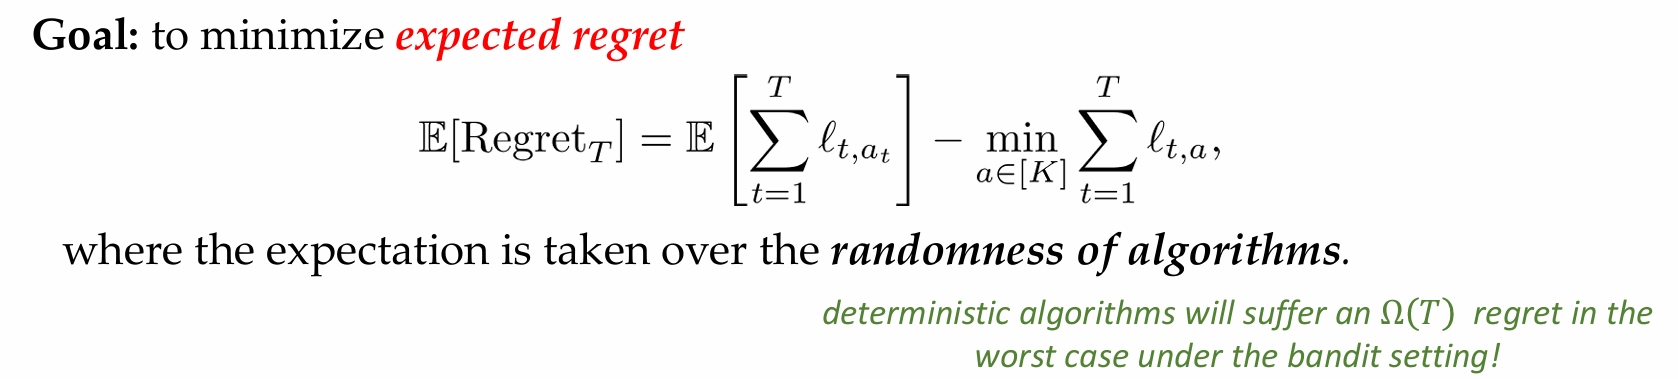 Goal: to minimize expected regret
𝔼[Regret_T] = 𝔼 [ ∑_{t=1}^{T} ℓ_{t,a_t} ] − min_{a∈[K]} ∑_{t=1}^{T} ℓ_{t,a},
where the expectation is taken over the randomness of algorithms.
deterministic algorithms will suffer an Ω(T) regret in the
worst case under the bandit setting!